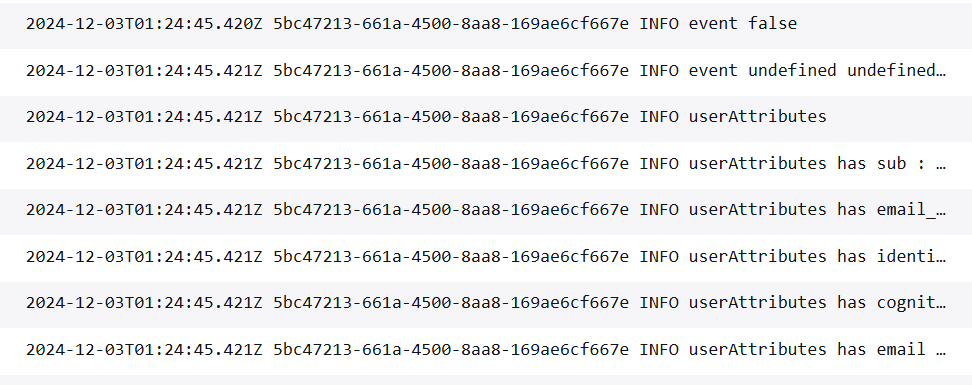 2024-12-03T01:24:45.420Z 5bc47213-661a-4500-8aa8-169ae6cf667e INFO event false
2024-12-03T01:24:45.421Z 5bc47213-661a-4500-8aa8-169ae6cf667e INFO event undefined undefined…
2024-12-03T01:24:45.421Z 5bc47213-661a-4500-8aa8-169ae6cf667e INFO userAttributes
2024-12-03T01:24:45.421Z 5bc47213-661a-4500-8aa8-169ae6cf667e INFO userAttributes has sub : …
2024-12-03T01:24:45.421Z 5bc47213-661a-4500-8aa8-169ae6cf667e INFO userAttributes has email_…
2024-12-03T01:24:45.421Z 5bc47213-661a-4500-8aa8-169ae6cf667e INFO userAttributes has identi…
2024-12-03T01:24:45.421Z 5bc47213-661a-4500-8aa8-169ae6cf667e INFO userAttributes has cognit…
2024-12-03T01:24:45.421Z 5bc47213-661a-4500-8aa8-169ae6cf667e INFO userAttributes has email …